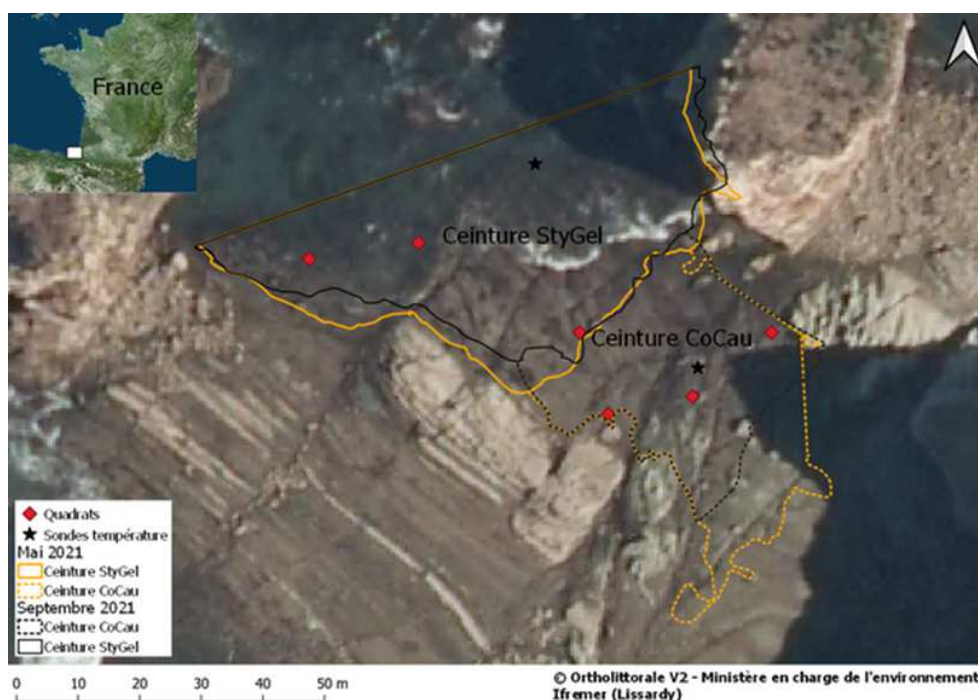 France
Ceinture StyGel
Ceinture CoCau
Quadrats
Sondes température
Mai 2021
Ceinture StyGel
Ceinture CoCau
Septembre 2021
Ceinture CoCau
Ceinture StyGel
0 10 20 30 40 50 m
© Ortholittorale V2 - Ministère en charge de l'environnement
Ifremer (Lissardy)